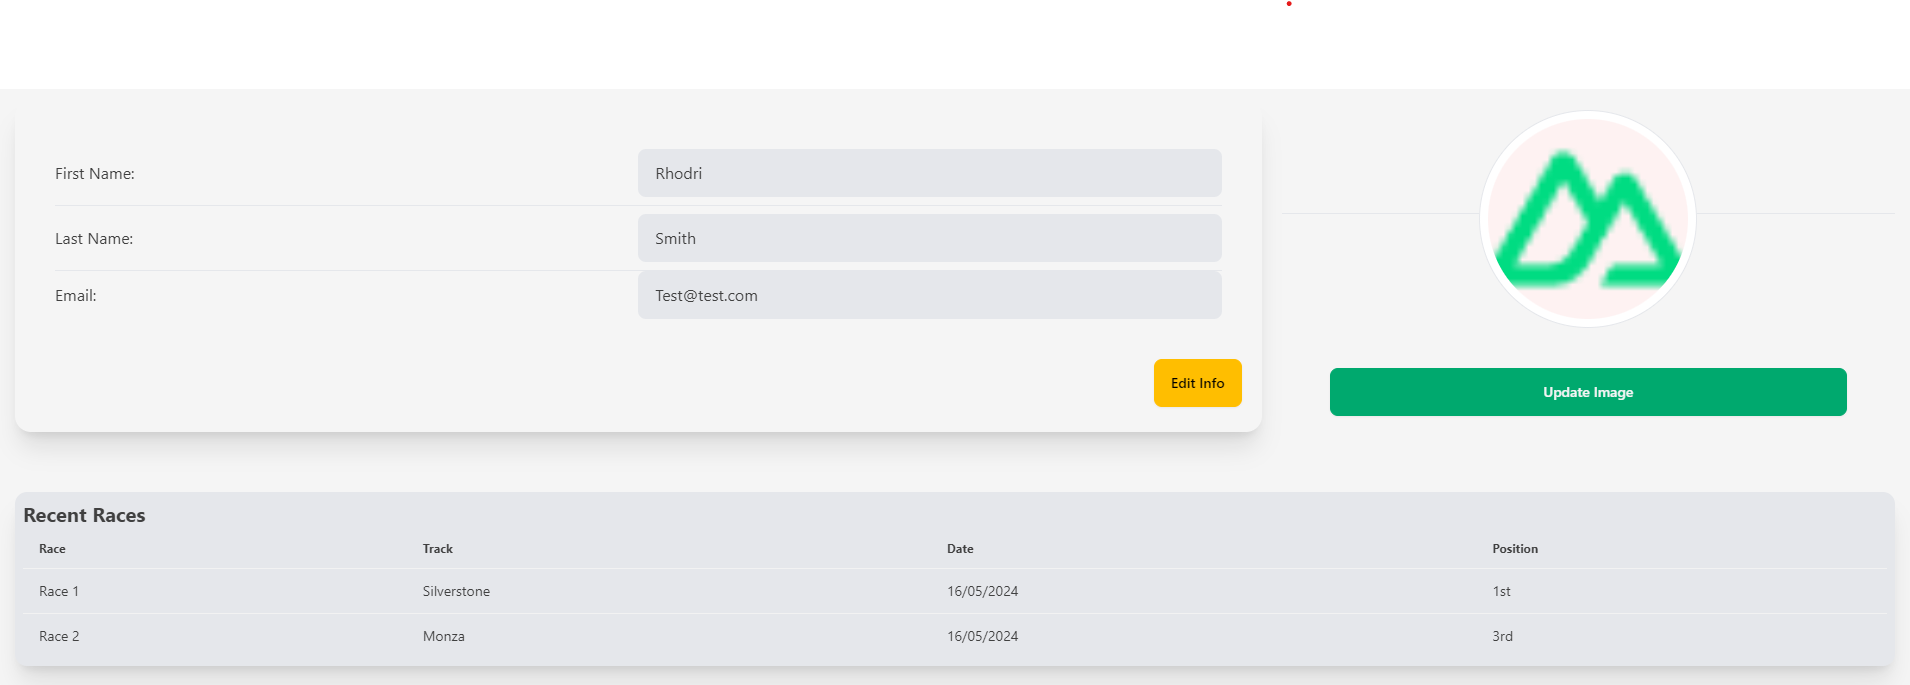 First Name: Rhodri
Last Name: Smith
Email: Test@test.com
Edit Info
Update Image
Recent Races
Race Track Date Position
Race 1 Silverstone 16/05/2024 1st
Race 2 Monza 16/05/2024 3rd